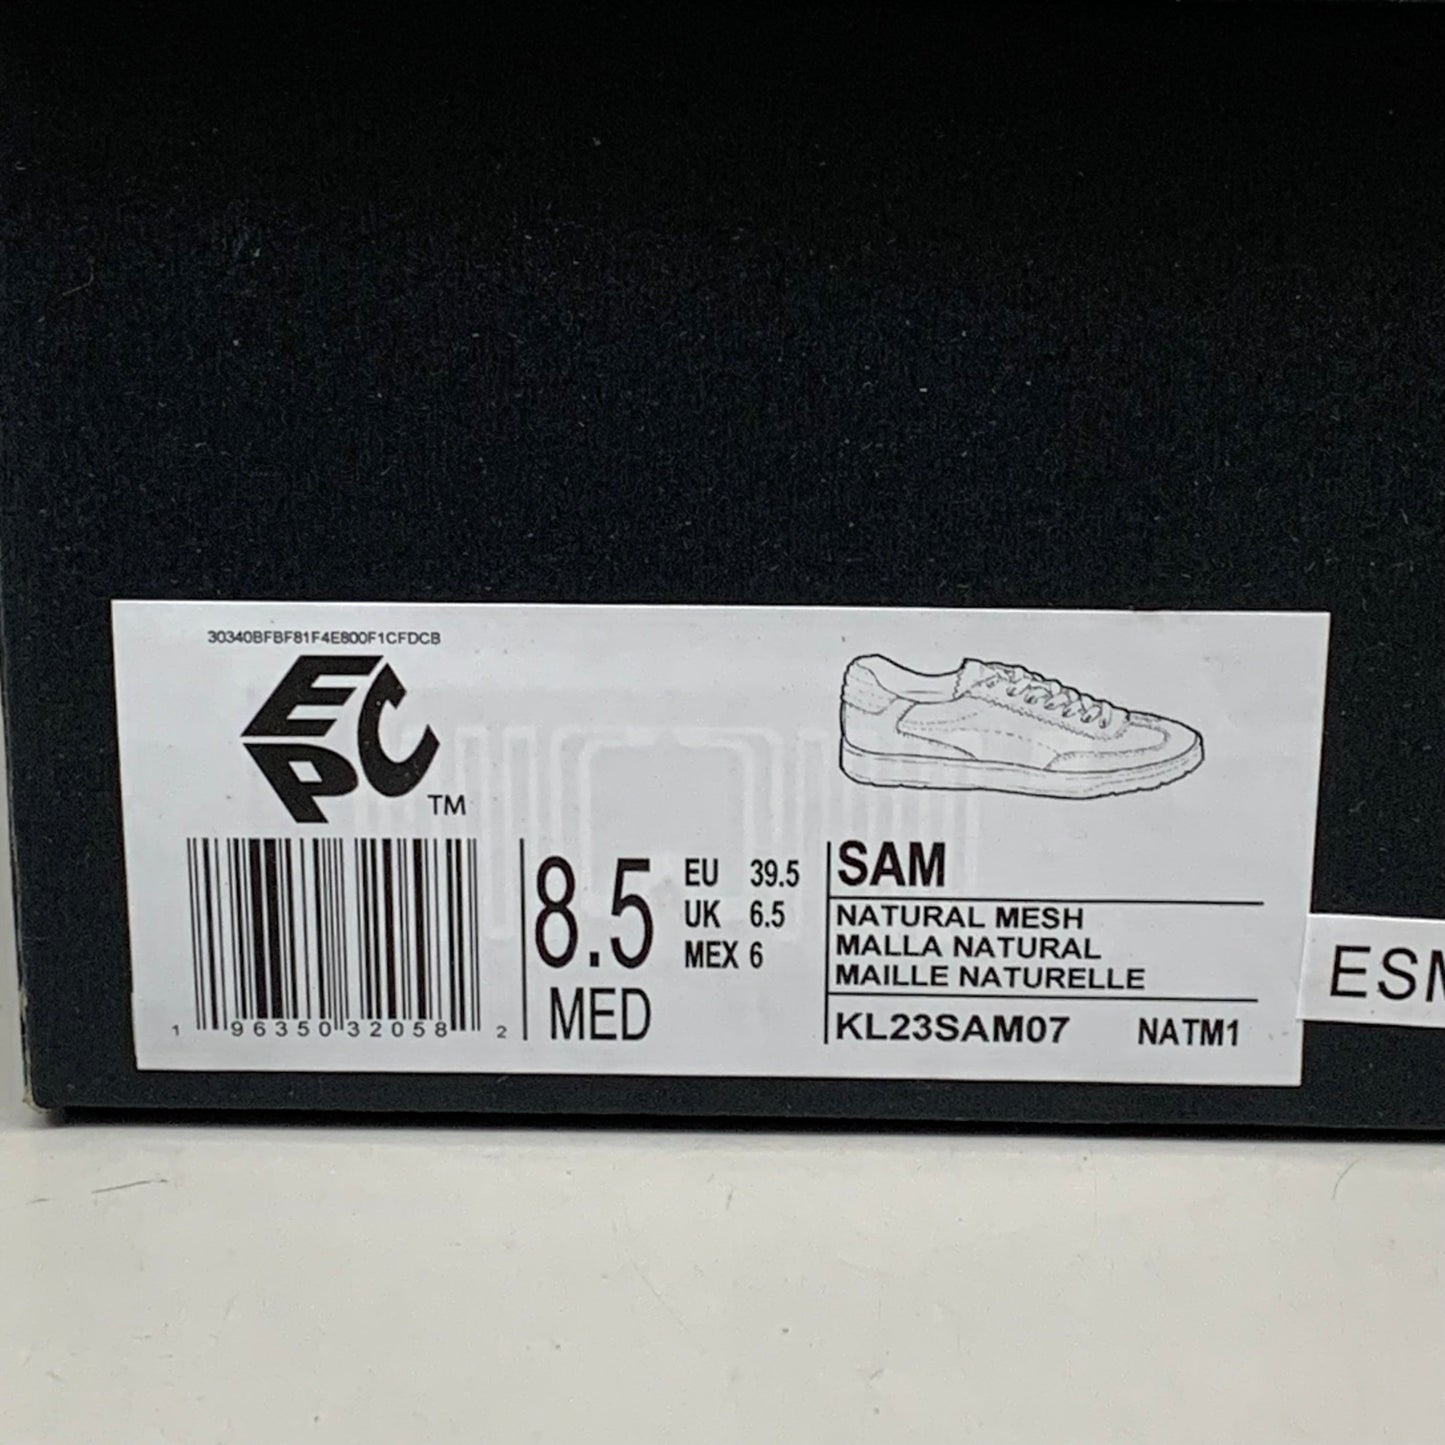 30340BFBF81F4E800F1CFDCB
EPC TM
1 96350 32058 2
8.5
MED
EU 39.5
UK 6.5
MEX 6
SAM
NATURAL MESH
MALLA NATURAL
MAILLE NATURELLE
KL23SAM07 NATM1